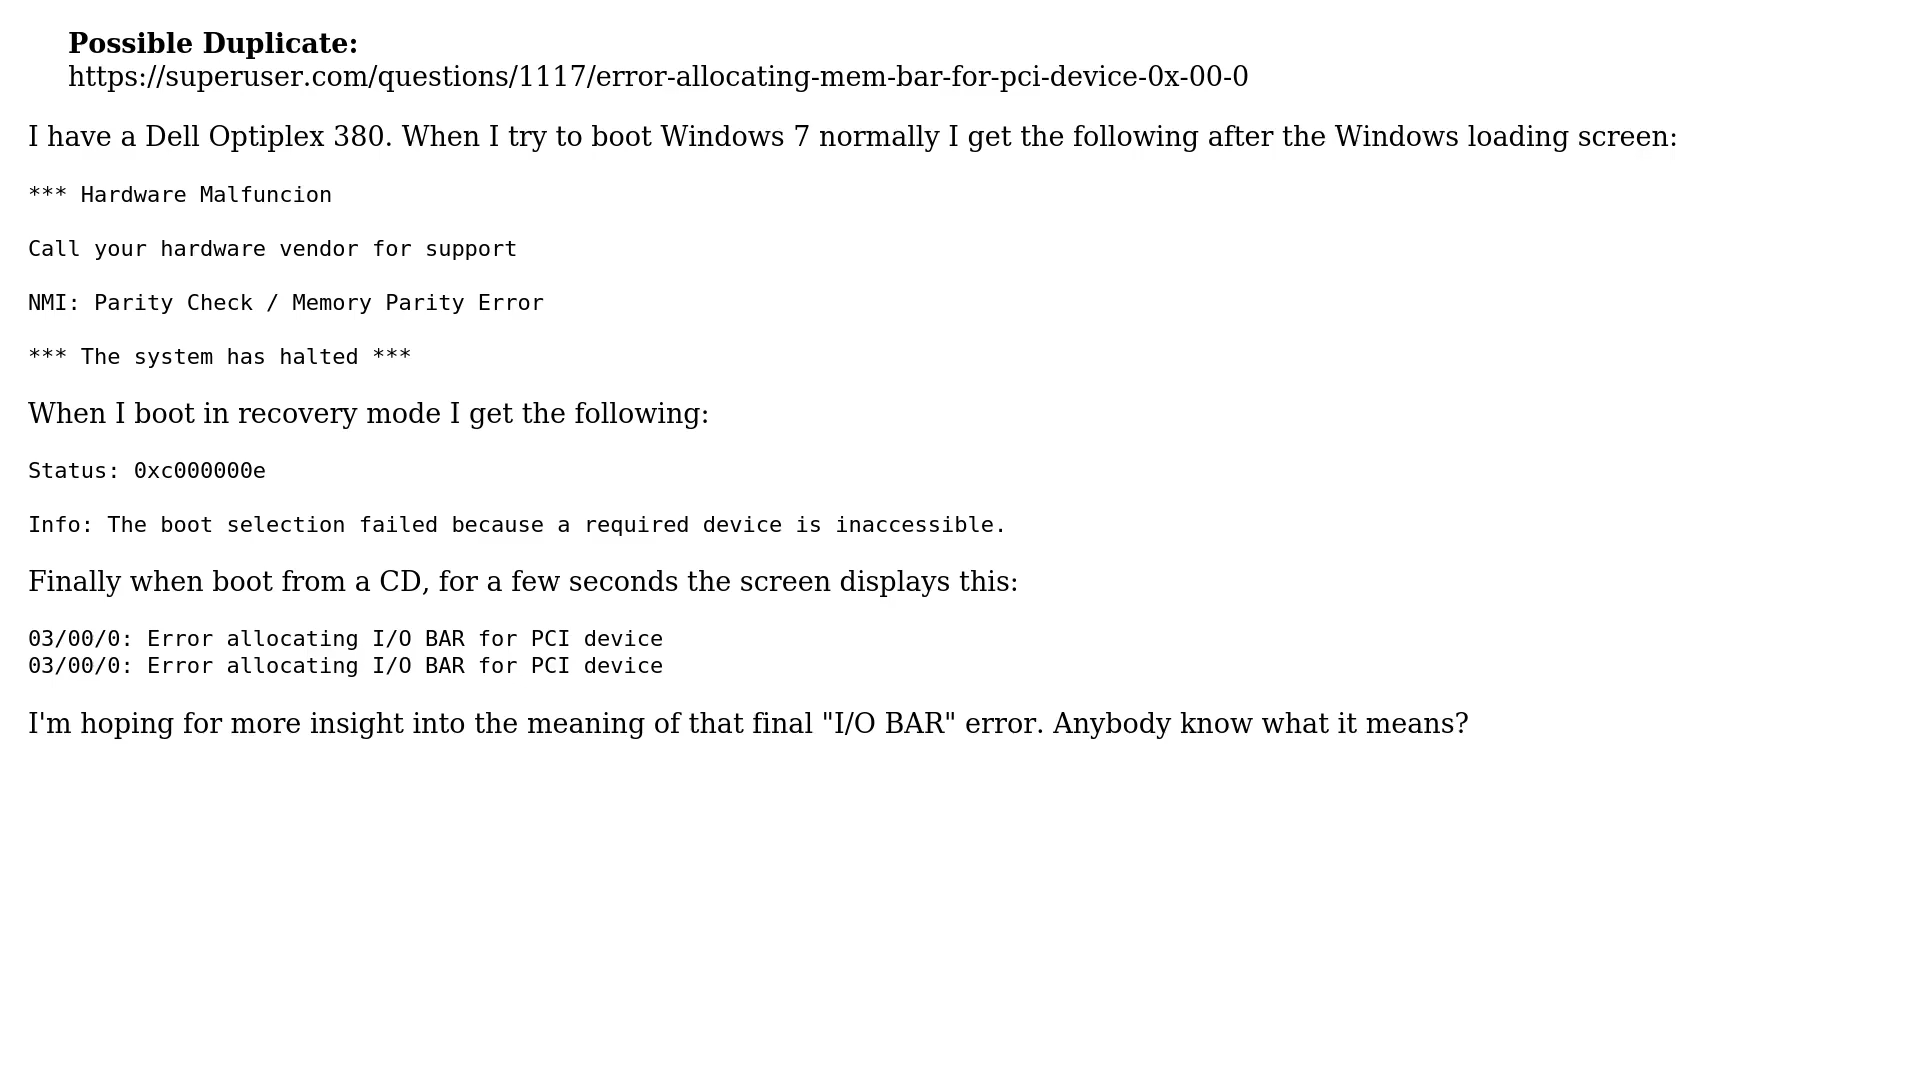 Possible Duplicate:
https://superuser.com/questions/1117/error-allocating-mem-bar-for-pci-device-0x-00-0
I have a Dell Optiplex 380. When I try to boot Windows 7 normally I get the following after the Windows loading screen:
*** Hardware Malfuncion
Call your hardware vendor for support
NMI: Parity Check / Memory Parity Error
*** The system has halted ***
When I boot in recovery mode I get the following:
Status: 0xc000000e
Info: The boot selection failed because a required device is inaccessible.
Finally when boot from a CD, for a few seconds the screen displays this:
03/00/0: Error allocating I/O BAR for PCI device
03/00/0: Error allocating I/O BAR for PCI device
I'm hoping for more insight into the meaning of that final "I/O BAR" error. Anybody know what it means?